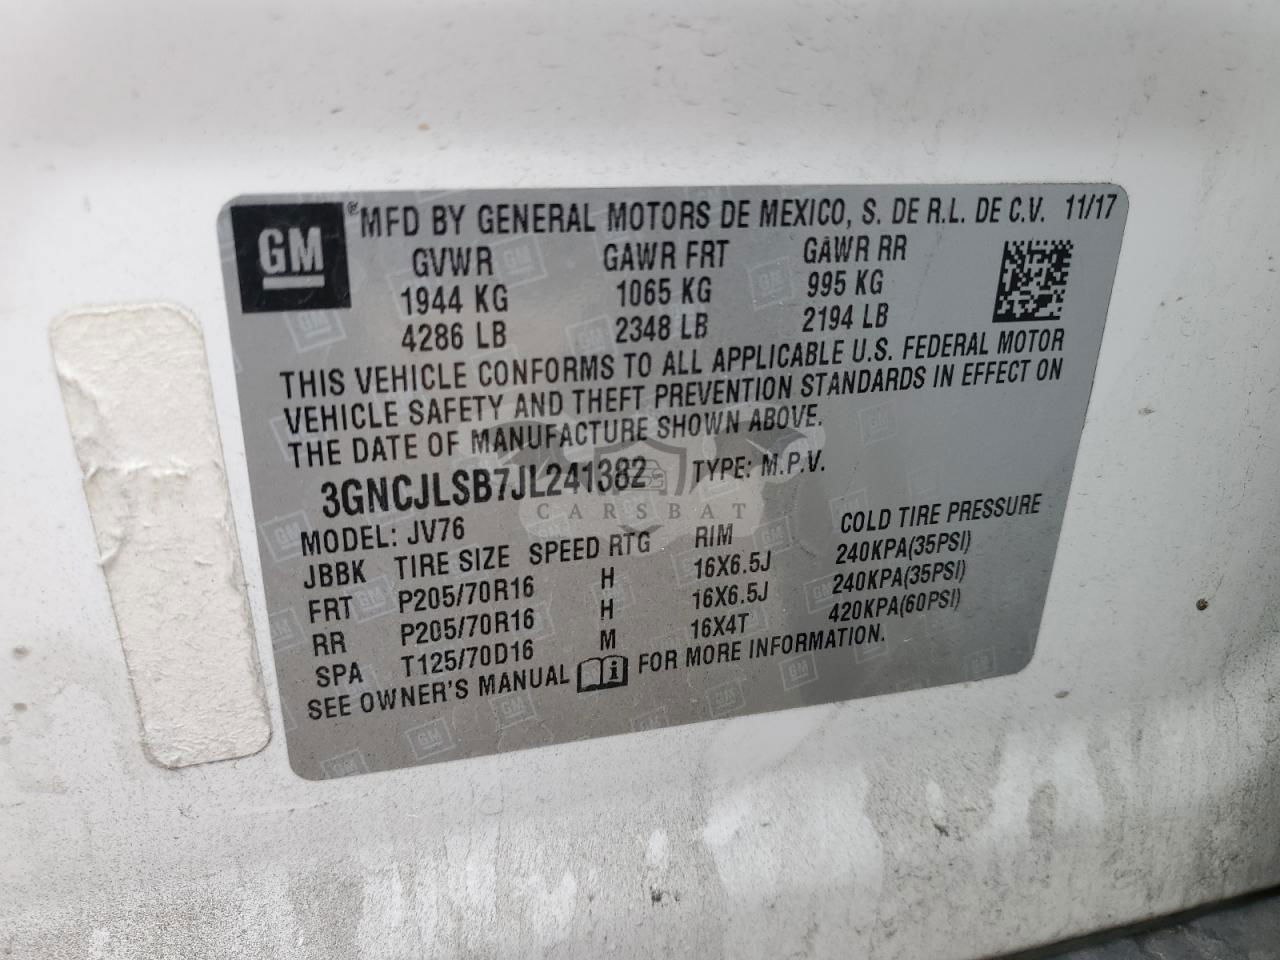 GM
®MFD BY GENERAL MOTORS DE MEXICO, S. DE R.L. DE C.V. 11/17
GVWR GAWR FRT GAWR RR
1944 KG 1065 KG 995 KG
4286 LB 2348 LB 2194 LB
THIS VEHICLE CONFORMS TO ALL APPLICABLE U.S. FEDERAL MOTOR
VEHICLE SAFETY AND THEFT PREVENTION STANDARDS IN EFFECT ON
THE DATE OF MANUFACTURE SHOWN ABOVE.
3GNCJLSB7JL241382 TYPE: M.P.V.
CARSBAT
MODEL: JV76
JBBK TIRE SIZE SPEED RTG RIM COLD TIRE PRESSURE
FRT P205/70R16 H 16X6.5J 240KPA(35PSI)
RR P205/70R16 H 16X6.5J 240KPA(35PSI)
SPA T125/70D16 M 16X4T 420KPA(60PSI)
SEE OWNER'S MANUAL FOR MORE INFORMATION.